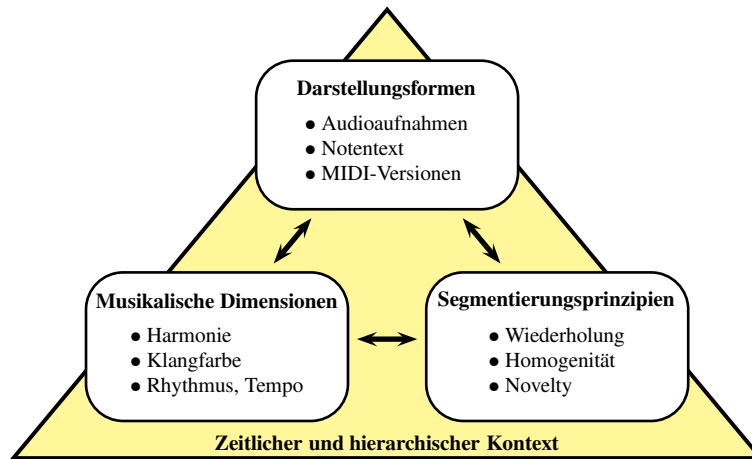 Darstellungsformen
● Audioaufnahmen
● Notentext
● MIDI-Versionen
Musikalische Dimensionen
● Harmonie
● Klangfarbe
● Rhythmus, Tempo
Segmentierungsprinzipien
● Wiederholung
● Homogenität
● Novelty
Zeitlicher und hierarchischer Kontext